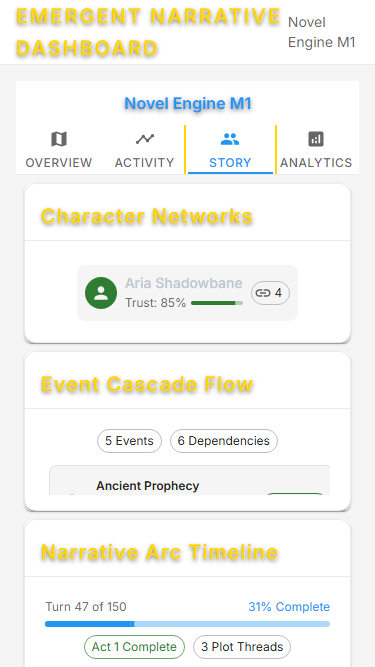 EMERGENT NARRATIVE
DASHBOARD
Novel
Engine M1
Novel Engine M1
OVERVIEW
ACTIVITY
STORY
ANALYTICS
Character Networks
Aria Shadowbane
Trust: 85%
4
Event Cascade Flow
5 Events
6 Dependencies
Ancient Prophecy
Narrative Arc Timeline
Turn 47 of 150
31% Complete
Act 1 Complete
3 Plot Threads